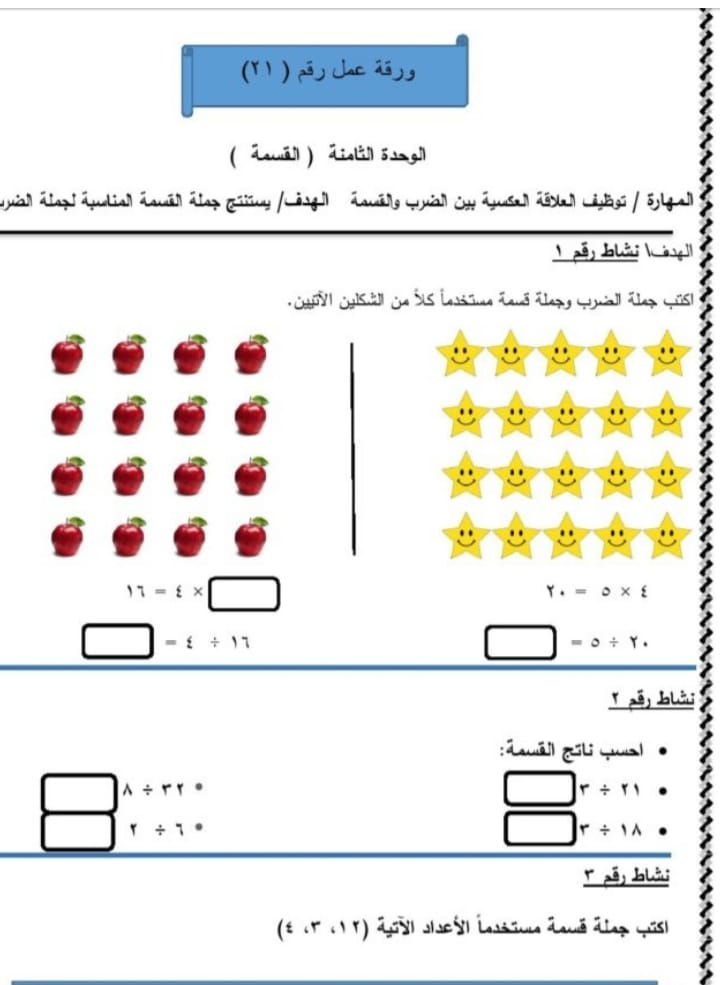 ورقة عمل رقم ( ٢١)
الوحدة الثامنة ( القسمة )
المهارة / توظيف العلاقة العكسية بين الضرب والقسمة الهدف/ يستنتج جملة القسمة المناسبة لجملة الضر
الهدف\ نشاط رقم ١
اكتب جملة الضرب وجملة قسمة مستخدماً كلاً من الشكلين الآتيين.
٤ × ٥ = ٢٠
× ٤ = ١٦
٢٠ ÷ ٥ =
١٦ ÷ ٤ =
نشاط رقم ٢
احسب ناتج القسمة:
٢١ ÷ ٣
٣٢ ÷ ٨
١٨ ÷ ٣
٦ ÷ ٢
نشاط رقم ٣
اكتب جملة قسمة مستخدماً الأعداد الآتية (١٢، ٣، ٤)